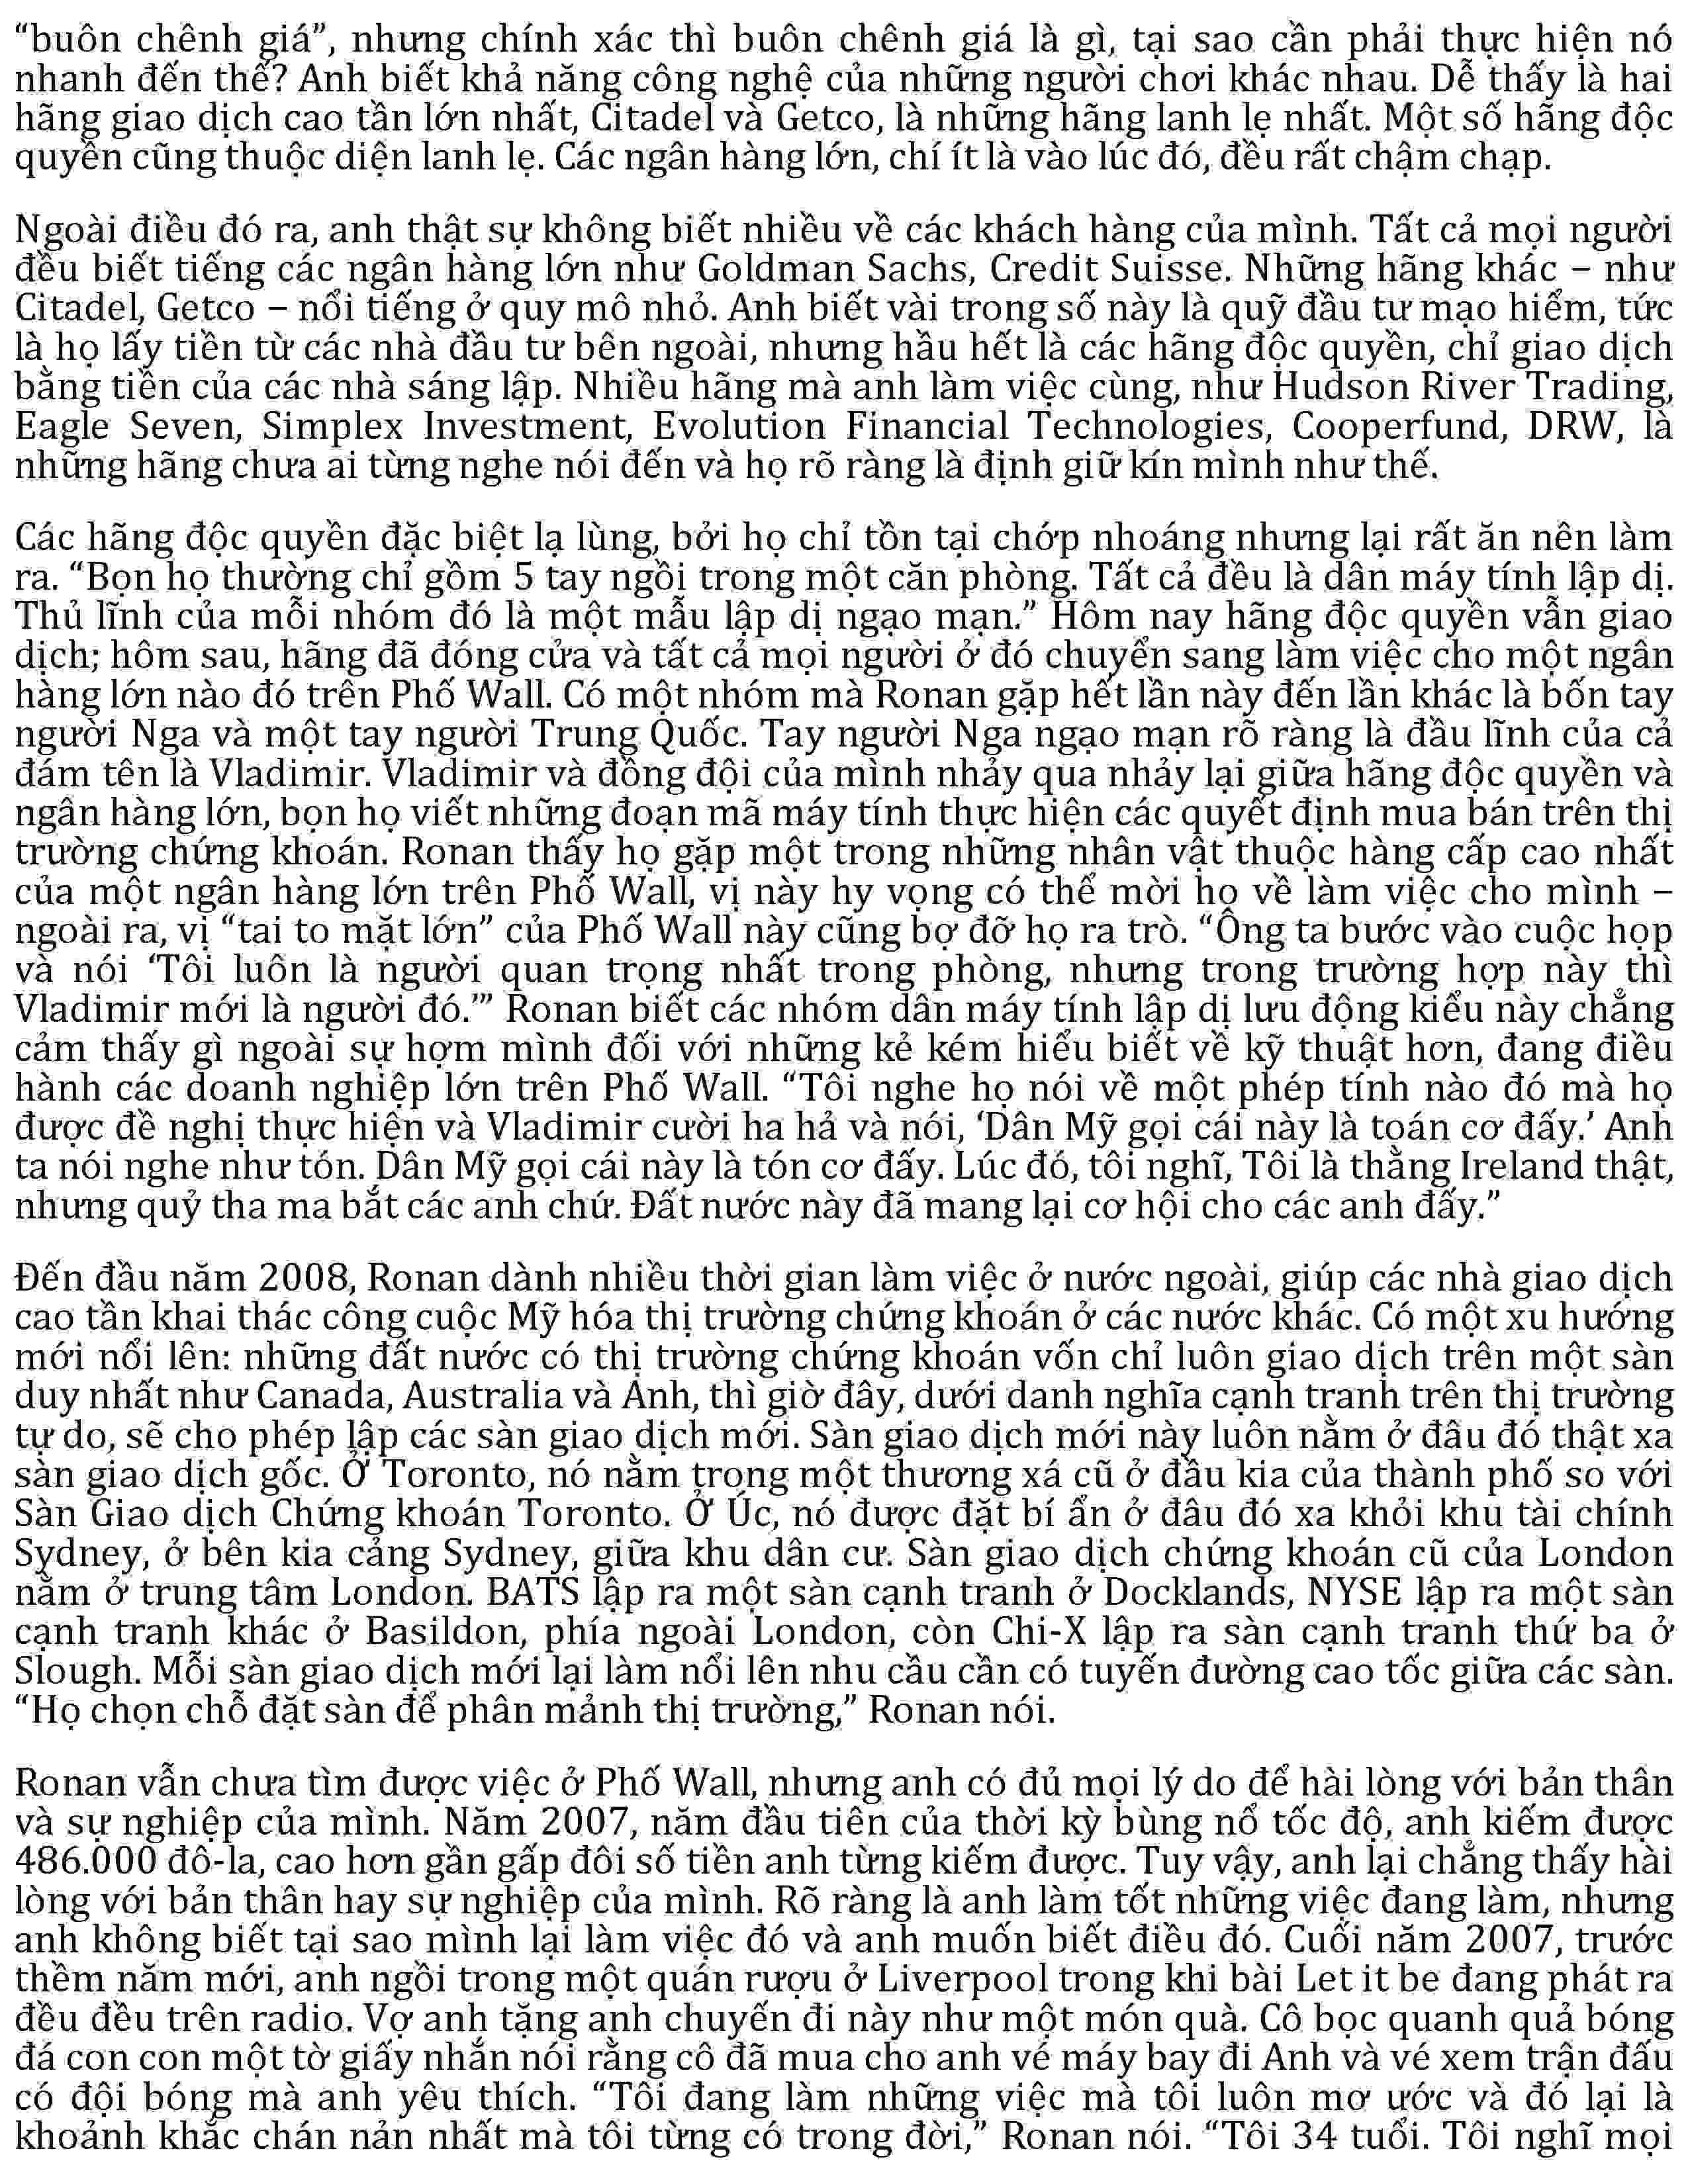 “buôn chênh giá”, nhưng chính xác thì buôn chênh giá là gì, tại sao cần phải thực hiện nó
nhanh đến thế? Anh biết khả năng công nghệ của những người chơi khác nhau. Dễ thấy là hai
hãng giao dịch cao tần lớn nhất, Citadel và Getco, là những hãng lanh lẹ nhất. Một số hãng độc
quyền cũng thuộc diện lanh lẹ. Các ngân hàng lớn, chí ít là vào lúc đó, đều rất chậm chạp.
Ngoài điều đó ra, anh thật sự không biết nhiều về các khách hàng của mình. Tất cả mọi người
đều biết tiếng các ngân hàng lớn như Goldman Sachs, Credit Suisse. Những hãng khác – như
Citadel, Getco – nổi tiếng ở quy mô nhỏ. Anh biết vài trong số này là quỹ đầu tư mạo hiểm, tức
là họ lấy tiền từ các nhà đầu tư bên ngoài, nhưng hầu hết là các hãng độc quyền, chỉ giao dịch
bằng tiền của các nhà sáng lập. Nhiều hãng mà anh làm việc cùng, như Hudson River Trading,
Eagle Seven, Simplex Investment, Evolution Financial Technologies, Cooperfund, DRW, là
những hãng chưa ai từng nghe nói đến và họ rõ ràng là định giữ kín mình như thế.
Các hãng độc quyền đặc biệt lạ lùng, bởi họ chỉ tồn tại chớp nhoáng nhưng lại rất ăn nên làm
ra. “Bọn họ thường chỉ gồm 5 tay ngồi trong một căn phòng. Tất cả đều là dân máy tính lập dị.
Thủ lĩnh của mỗi nhóm đó là một mẫu lập dị ngạo mạn.” Hôm nay hãng độc quyền vẫn giao
dịch; hôm sau, hãng đã đóng cửa và tất cả mọi người ở đó chuyển sang làm việc cho một ngân
hàng lớn nào đó trên Phố Wall. Có một nhóm mà Ronan gặp hết lần này đến lần khác là bốn tay
người Nga và một tay người Trung Quốc. Tay người Nga ngạo mạn rõ ràng là đầu lĩnh của cả
đám tên là Vladimir. Vladimir và đồng đội của mình nhảy qua nhảy lại giữa hãng độc quyền và
ngân hàng lớn, bọn họ viết những đoạn mã máy tính thực hiện các quyết định mua bán trên thị
trường chứng khoán. Ronan thấy họ gặp một trong những nhân vật thuộc hàng cấp cao nhất
của một ngân hàng lớn trên Phố Wall, vị này hy vọng có thể mời họ về làm việc cho mình –
ngoài ra, vị “tai to mặt lớn” của Phố Wall này cũng bợ đỡ họ ra trò. “Ông ta bước vào cuộc họp
và nói ‘Tôi luôn là người quan trọng nhất trong phòng, nhưng trong trường hợp này thì
Vladimir mới là người đó.’” Ronan biết các nhóm dân máy tính lập dị lưu động kiểu này chẳng
cảm thấy gì ngoài sự hợm mình đối với những kẻ kém hiểu biết về kỹ thuật hơn, đang điều
hành các doanh nghiệp lớn trên Phố Wall. “Tôi nghe họ nói về một phép tính nào đó mà họ
được đề nghị thực hiện và Vladimir cười ha hả và nói, ‘Dân Mỹ gọi cái này là toán cơ đấy.’ Anh
ta nói nghe như tón. Dân Mỹ gọi cái này là tón cơ đấy. Lúc đó, tôi nghĩ, Tôi là thằng Ireland thật,
nhưng quỷ tha ma bắt các anh chứ. Đất nước này đã mang lại cơ hội cho các anh đấy.”
Đến đầu năm 2008, Ronan dành nhiều thời gian làm việc ở nước ngoài, giúp các nhà giao dịch
cao tần khai thác công cuộc Mỹ hóa thị trường chứng khoán ở các nước khác. Có một xu hướng
mới nổi lên: những đất nước có thị trường chứng khoán vốn chỉ luôn giao dịch trên một sàn
duy nhất như Canada, Australia và Anh, thì giờ đây, dưới danh nghĩa cạnh tranh trên thị trường
tự do, sẽ cho phép lập các sàn giao dịch mới. Sàn giao dịch mới này luôn nằm ở đâu đó thật xa
sàn giao dịch gốc. Ở Toronto, nó nằm trong một thương xá cũ ở đầu kia của thành phố so với
Sàn Giao dịch Chứng khoán Toronto. Ở Úc, nó được đặt bí ẩn ở đâu đó xa khỏi khu tài chính
Sydney, ở bên kia cảng Sydney, giữa khu dân cư. Sàn giao dịch chứng khoán cũ của London
nằm ở trung tâm London. BATS lập ra một sàn cạnh tranh ở Docklands, NYSE lập ra một sàn
cạnh tranh khác ở Basildon, phía ngoài London, còn Chi-X lập ra sàn cạnh tranh thứ ba ở
Slough. Mỗi sàn giao dịch mới lại làm nổi lên nhu cầu cần có tuyến đường cao tốc giữa các sàn.
“Họ chọn chỗ đặt sàn để phân mảnh thị trường,” Ronan nói.
Ronan vẫn chưa tìm được việc ở Phố Wall, nhưng anh có đủ mọi lý do để hài lòng với bản thân
và sự nghiệp của mình. Năm 2007, năm đầu tiên của thời kỳ bùng nổ tốc độ, anh kiếm được
486.000 đô-la, cao hơn gần gấp đôi số tiền anh từng kiếm được. Tuy vậy, anh lại chẳng thấy hài
lòng với bản thân hay sự nghiệp của mình. Rõ ràng là anh làm tốt những việc đang làm, nhưng
anh không biết tại sao mình lại làm việc đó và anh muốn biết điều đó. Cuối năm 2007, trước
thềm năm mới, anh ngồi trong một quán rượu ở Liverpool trong khi bài Let it be đang phát ra
đều đều trên radio. Vợ anh tặng anh chuyến đi này như một món quà. Cô bọc quanh quả bóng
đá con con một tờ giấy nhắn nói rằng cô đã mua cho anh vé máy bay đi Anh và vé xem trận đấu
có đội bóng mà anh yêu thích. “Tôi đang làm những việc mà tôi luôn mơ ước và đó lại là
khoảnh khắc chán nản nhất mà tôi từng có trong đời,” Ronan nói. “Tôi 34 tuổi. Tôi nghĩ mọi